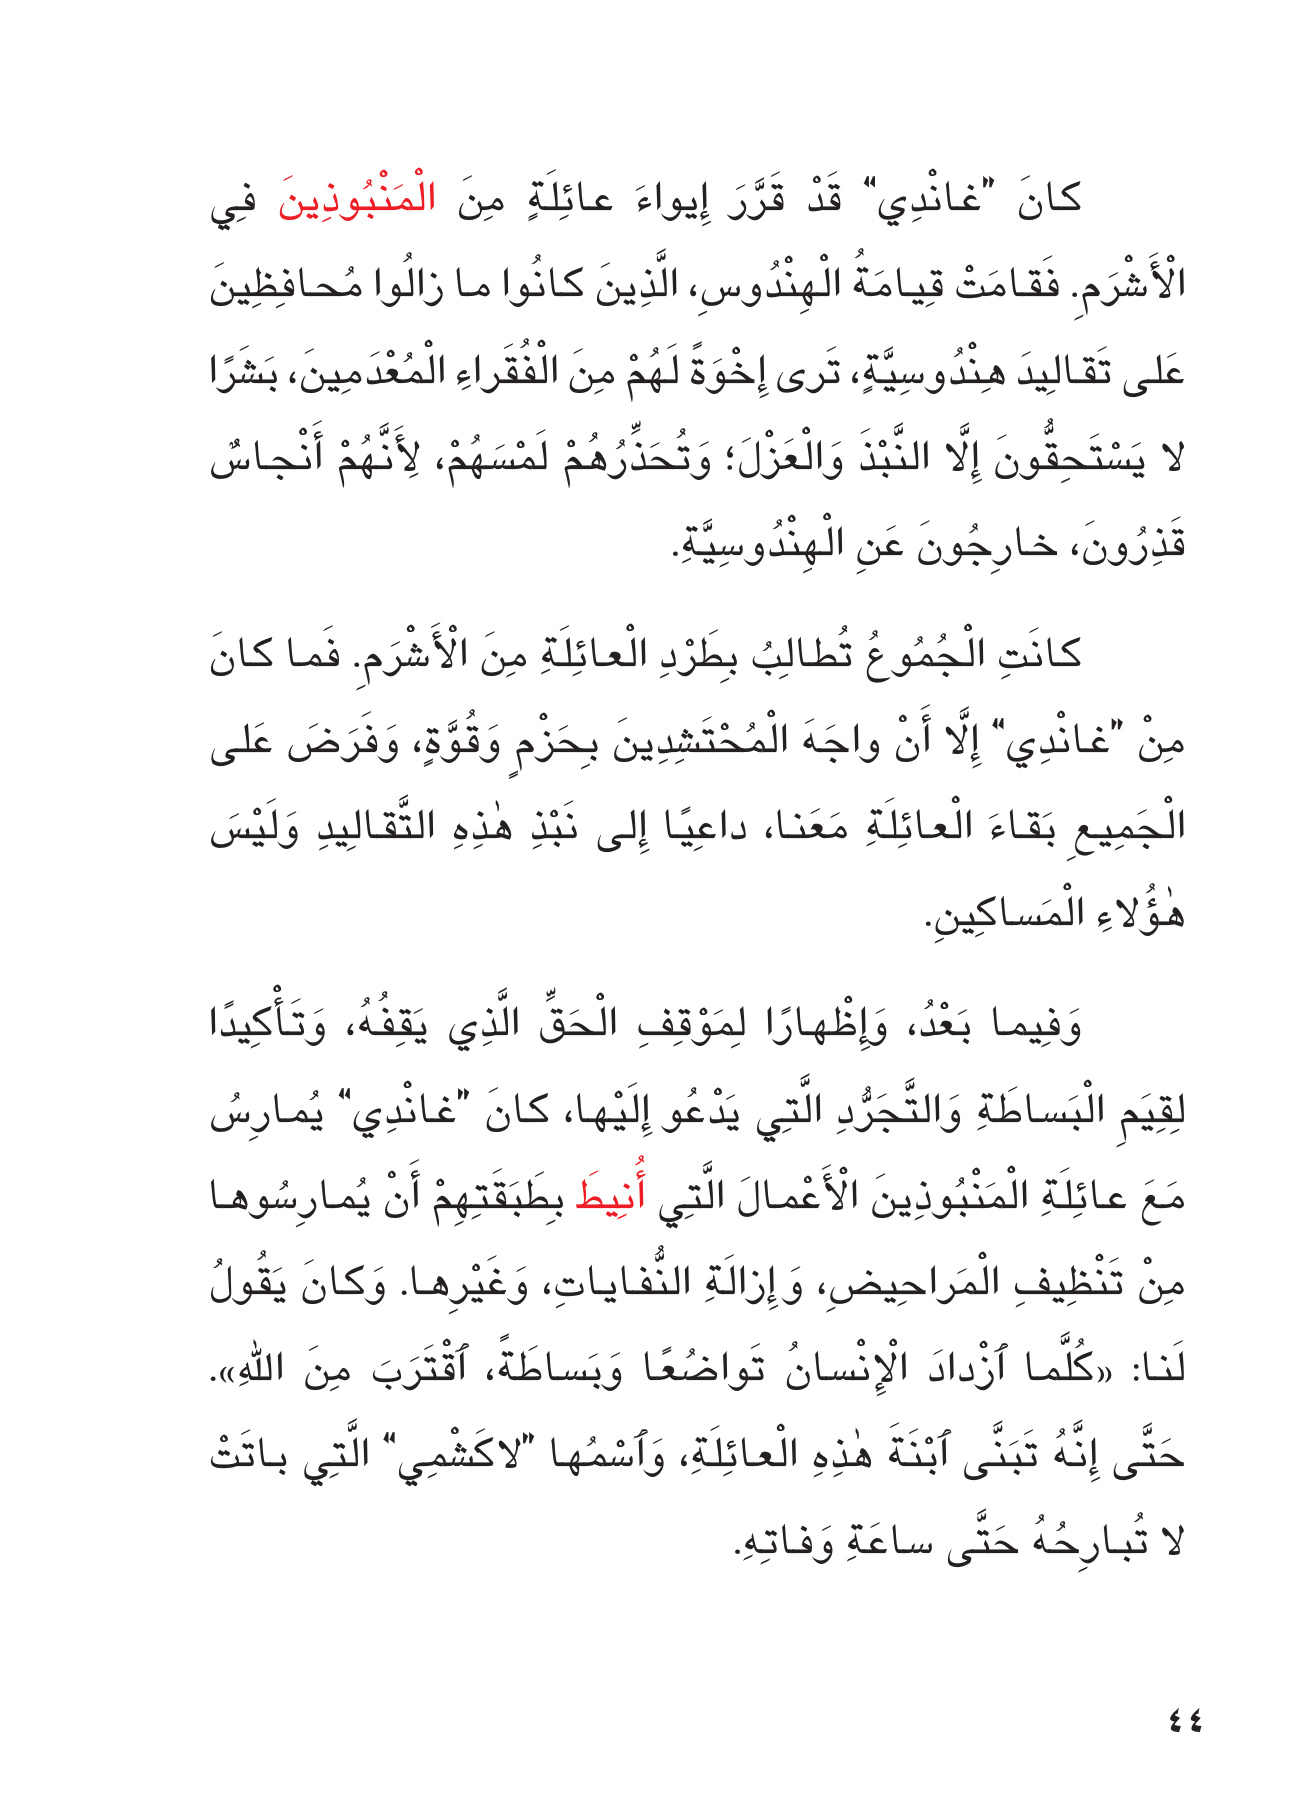 كانَ "غانْدِي" قَدْ قَرَّرَ إِيواءَ عائِلَةٍ مِنَ الْمَنْبُوذِينَ فِي
الْأَشْرَمِ. فَقامَتْ قِيامَةُ الْهِنْدُوسِ، الَّذِينَ كانُوا ما زالُوا مُحافِظِينَ
عَلى تَقالِيدَ هِنْدُوسِيَّةٍ، تَرى إِخْوَةً لَهُمْ مِنَ الْفُقَراءِ الْمُعْدَمِينَ، بَشَرًا
لا يَسْتَحِقُّونَ إِلَّا النَّبْذَ وَالْعَزْلَ؛ وَتُحَذِّرُهُمْ لَمْسَهُمْ، لِأَنَّهُمْ أَنْجاسٌ
قَذِرُونَ، خارِجُونَ عَنِ الْهِنْدُوسِيَّةِ.
كانَتِ الْجُمُوعُ تُطالِبُ بِطَرْدِ الْعائِلَةِ مِنَ الْأَشْرَمِ. فَما كانَ
مِنْ "غانْدِي" إِلَّا أَنْ واجَهَ الْمُحْتَشِدِينَ بِحَزْمٍ وَقُوَّةٍ، وَفَرَضَ عَلى
الْجَمِيعِ بَقاءَ الْعائِلَةِ مَعَنا، داعِيًا إِلى نَبْذِ هٰذِهِ التَّقالِيدِ وَلَيْسَ
هٰؤُلاءِ الْمَساكِينِ.
وَفِيما بَعْدُ، وَإِظْهارًا لِمَوْقِفِ الْحَقِّ الَّذِي يَقِفُهُ، وَتَأْكِيدًا
لِقِيَمِ الْبَساطَةِ وَالتَّجَرُّدِ الَّتِي يَدْعُو إِلَيْها، كانَ "غانْدِي" يُمارِسُ
مَعَ عائِلَةِ الْمَنْبُوذِينَ الْأَعْمالَ الَّتِي أُنِيطَ بِطَبَقَتِهِمْ أَنْ يُمارِسُوها
مِنْ تَنْظِيفِ الْمَراحِيضِ، وَإِزالَةِ النُّفاياتِ، وَغَيْرِها. وَكانَ يَقُولُ
لَنا: «كُلَّما ٱزْدادَ الْإِنْسانُ تَواضُعًا وَبَساطَةً، ٱقْتَرَبَ مِنَ اللهِ».
حَتَّى إِنَّهُ تَبَنَّى ٱبْنَةَ هٰذِهِ الْعائِلَةِ، وَٱسْمُها "لاكَشْمِي" الَّتِي باتَتْ
لا تُبارِحُهُ حَتَّى ساعَةِ وَفاتِهِ.
٤٤